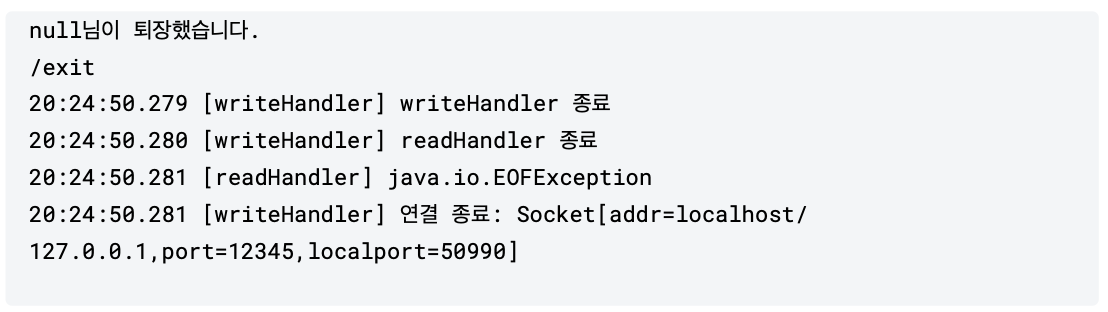 null님이 퇴장했습니다.
/exit
20:24:50.279 [writeHandler] writeHandler 종료
20:24:50.280 [writeHandler] readHandler 종료
20:24:50.281 [readHandler] java.io.EOFException
20:24:50.281 [writeHandler] 연결 종료: Socket[addr=localhost/
127.0.0.1,port=12345,localport=50990]